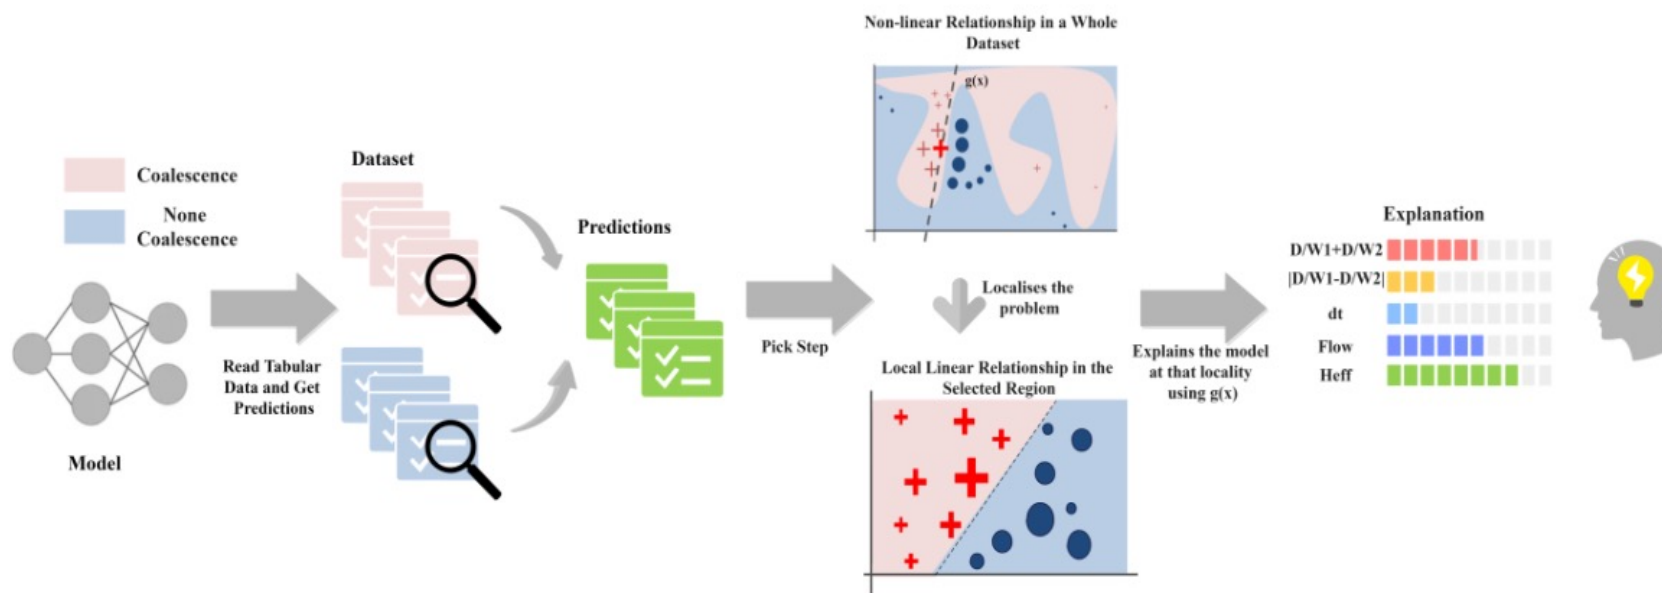 Coalescence
None
Coalescence
Model
Read Tabular
Data and Get
Predictions
Dataset
Predictions
Pick Step
Non-linear Relationship in a Whole
Dataset
g(x)
Localises the
problem
Local Linear Relationship in the
Selected Region
Explains the model
at that locality
using g(x)
Explanation
D/W1+D/W2
|D/W1-D/W2|
dt
Flow
Heff